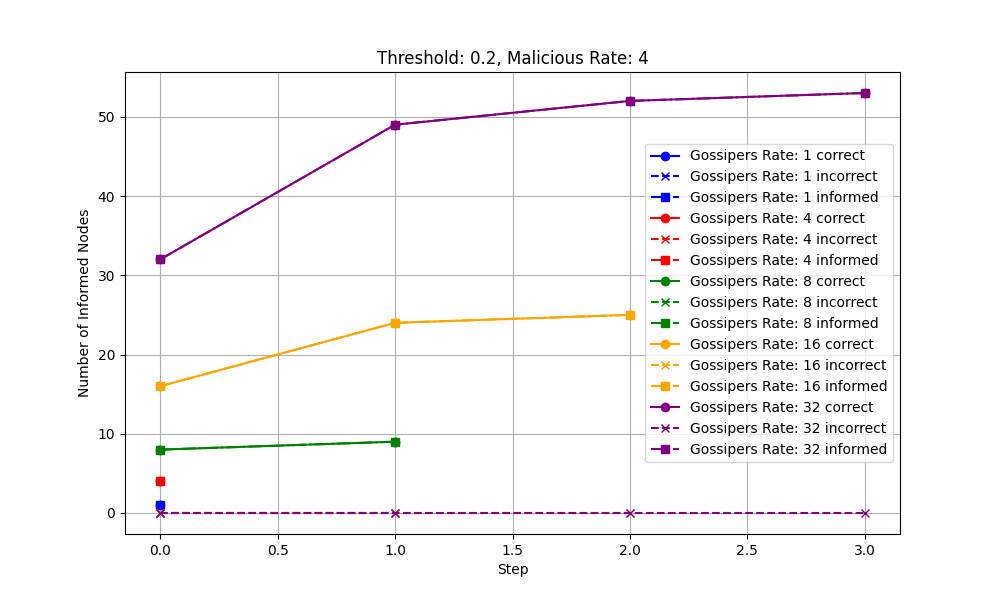 Threshold: 0.2, Malicious Rate: 4
Number of Informed Nodes
50
40
30
20
10
0
Gossipers Rate: 1 correct
Gossipers Rate: 1 incorrect
Gossipers Rate: 1 informed
Gossipers Rate: 4 correct
Gossipers Rate: 4 incorrect
Gossipers Rate: 4 informed
Gossipers Rate: 8 correct
Gossipers Rate: 8 incorrect
Gossipers Rate: 8 informed
Gossipers Rate: 16 correct
Gossipers Rate: 16 incorrect
Gossipers Rate: 16 informed
Gossipers Rate: 32 correct
Gossipers Rate: 32 incorrect
Gossipers Rate: 32 informed
0.0 0.5 1.0 1.5 2.0 2.5 3.0
Step